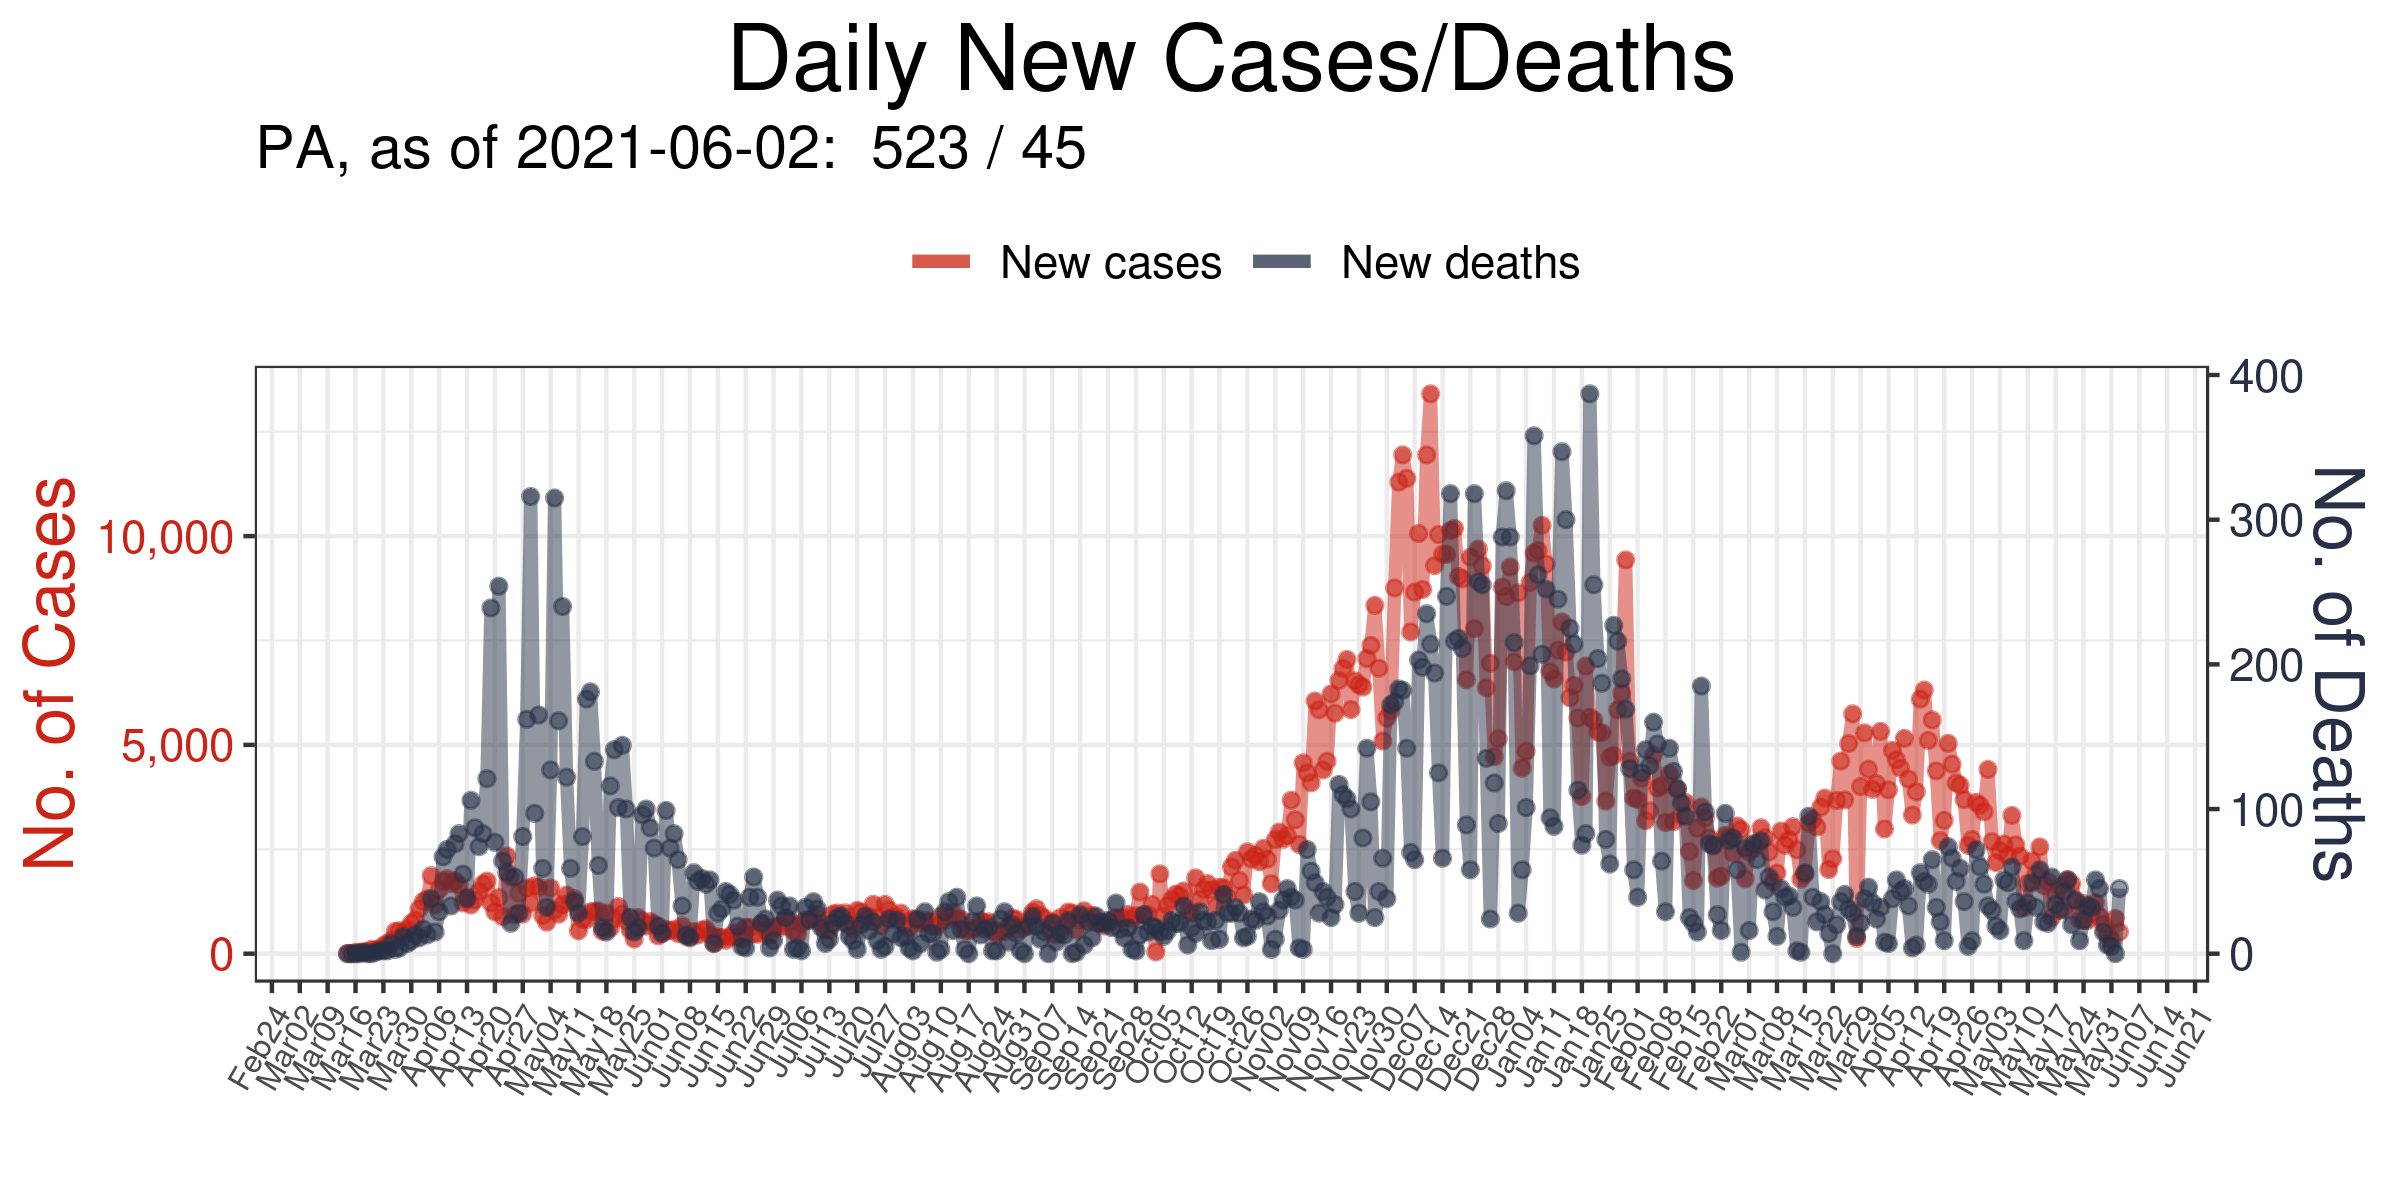 Daily New Cases/Deaths
PA, as of 2021-06-02:  523 / 45
New cases
New deaths
No. of Cases
10,000
5,000
0
400
300
200
100
0
No. of Deaths
Feb24
Mar02
Mar09
Mar16
Mar23
Mar30
Apr06
Apr13
Apr20
Apr27
May04
May11
May18
May25
Jun01
Jun08
Jun15
Jun22
Jun29
Jul06
Jul13
Jul20
Jul27
Aug03
Aug10
Aug17
Aug24
Aug31
Sep07
Sep14
Sep21
Sep28
Oct05
Oct12
Oct19
Oct26
Nov02
Nov09
Nov16
Nov23
Nov30
Dec07
Dec14
Dec21
Dec28
Jan04
Jan11
Jan18
Jan25
Feb01
Feb08
Feb15
Feb22
Mar01
Mar08
Mar15
Mar22
Mar29
Apr05
Apr12
Apr19
Apr26
May03
May10
May17
May24
May31
Jun07
Jun14
Jun21